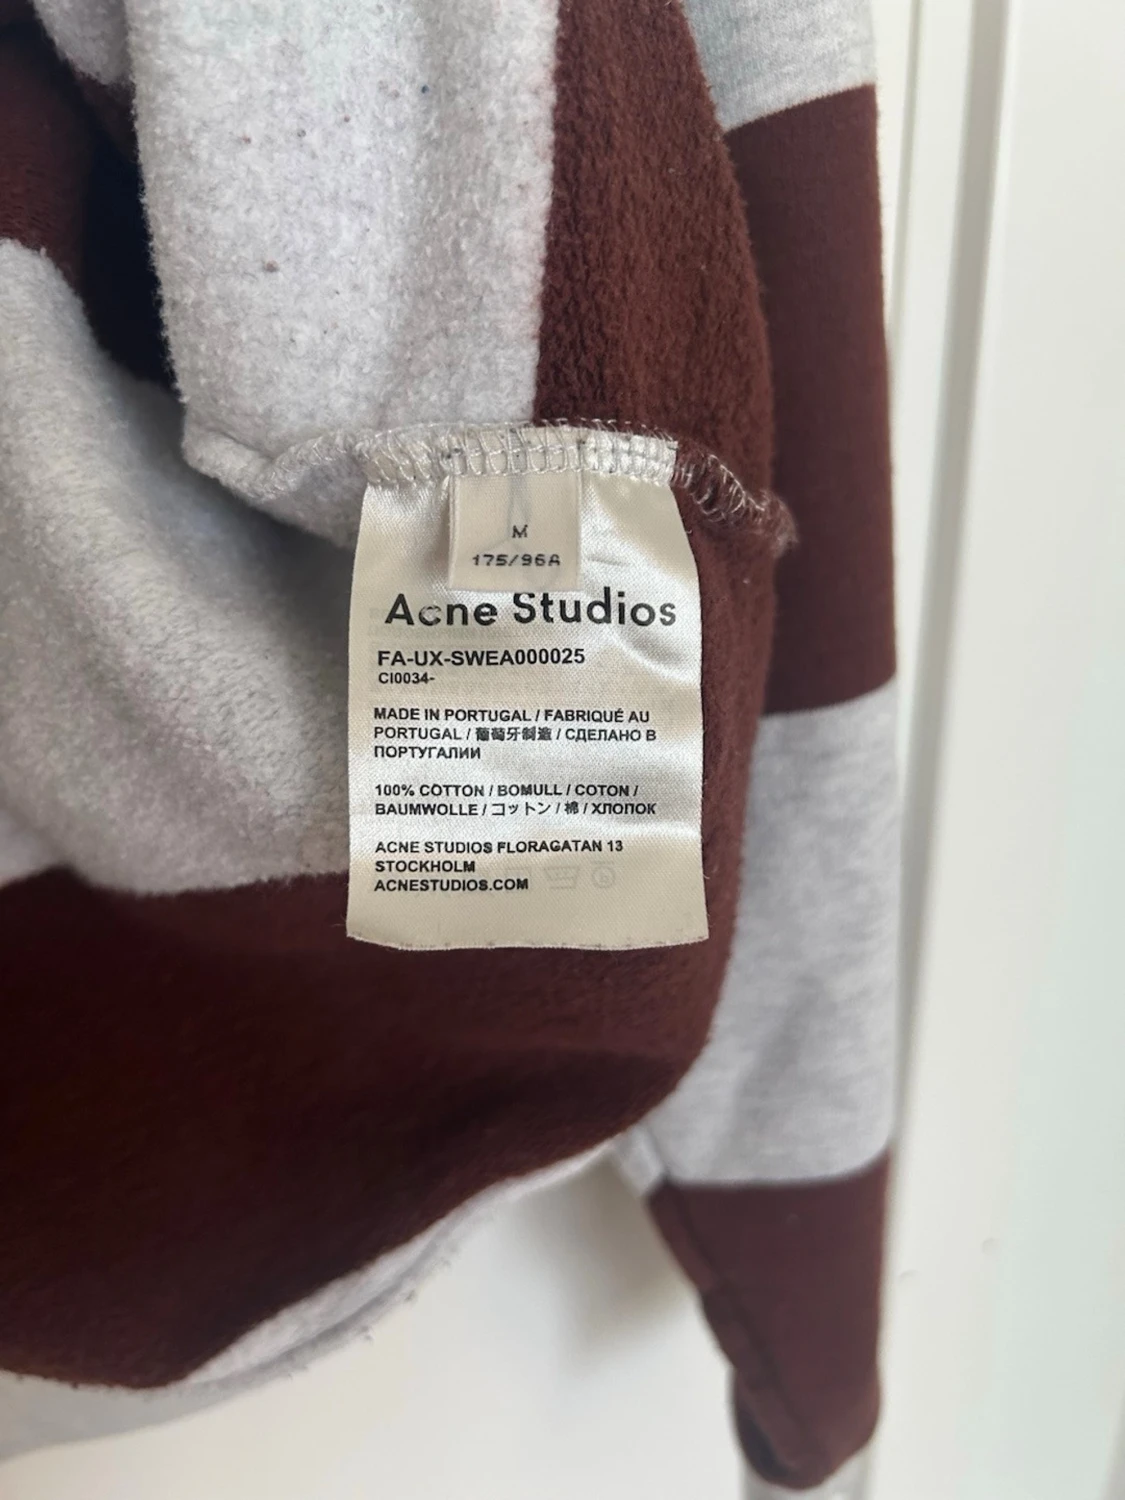 M
175/96A
Acne Studios
FA-UX-SWEA000025
CI0034-
MADE IN PORTUGAL / FABRIQUÉ AU
PORTUGAL / 葡萄牙制造 / СДЕЛАНО В
ПОРТУГАЛИИ
100% COTTON / BOMULL / COTON /
BAUMWOLLE / コットン / 棉 / ХЛОПОК
ACNE STUDIOS FLORAGATAN 13
STOCKHOLM
ACNESTUDIOS.COM